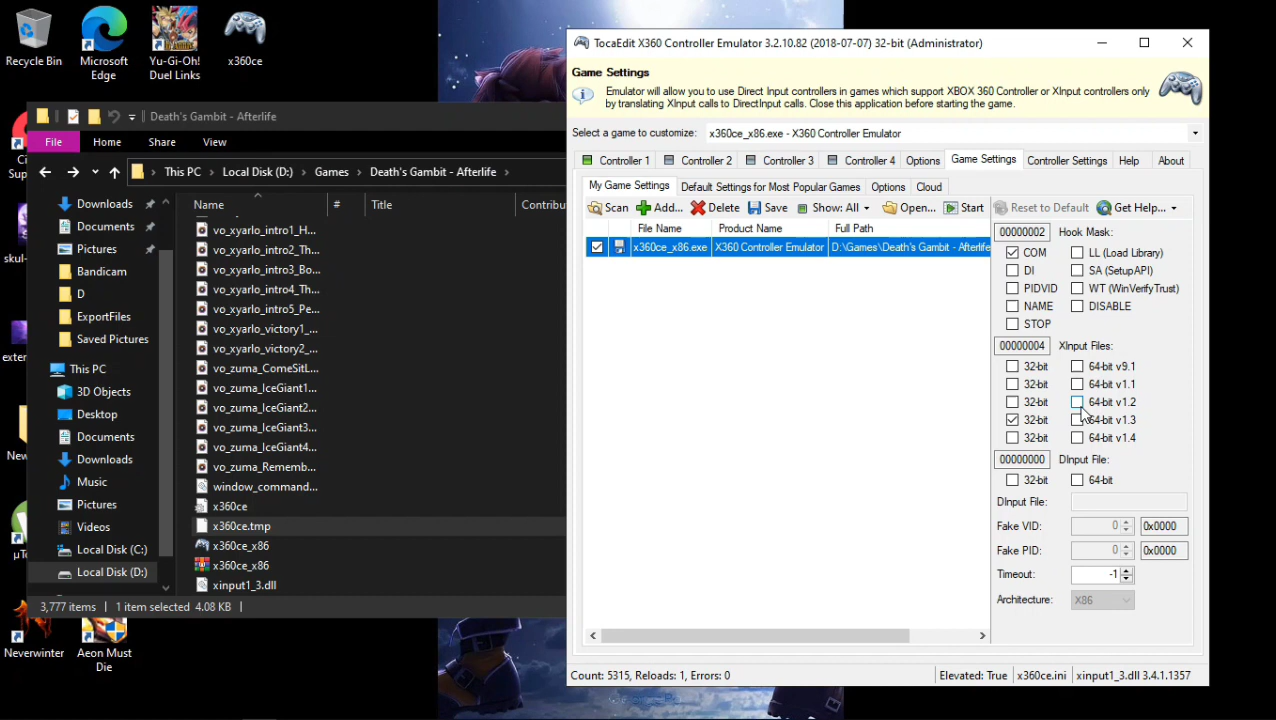 Recycle Bin
Microsoft
Edge
Yu-Gi-Oh!
Duel Links
x360ce
Neverwinter
Aeon Must
Die
Death's Gambit - Afterlife
File
Home
Share
View
This PC
Local Disk (D:)
Games
Death's Gambit - Afterlife
Downloads
Documents
Pictures
Bandicam
D
ExportFiles
Saved Pictures
This PC
3D Objects
Desktop
Documents
Downloads
Music
Pictures
Videos
Local Disk (C:)
Local Disk (D:)
Name
#
Title
Contribu
vo_xyarlo_intro1_H...
vo_xyarlo_intro2_Th...
vo_xyarlo_intro3_Bo...
vo_xyarlo_intro4_Th...
vo_xyarlo_intro5_Pe...
vo_xyarlo_victory1_...
vo_xyarlo_victory2_...
vo_zuma_ComeSitL...
vo_zuma_IceGiant1...
vo_zuma_IceGiant2...
vo_zuma_IceGiant3...
vo_zuma_IceGiant4...
vo_zuma_Rememb...
window_command...
x360ce
x360ce.tmp
x360ce_x86
x360ce_x86
xinput1_3.dll
3,777 items
1 item selected 4.08 KB
TocaEdit X360 Controller Emulator 3.2.10.82 (2018-07-07) 32-bit (Administrator)
Game Settings
Emulator will allow you to use Direct Input controllers in games which support XBOX 360 Controller or XInput controllers only
by translating XInput calls to DirectInput calls. Close this application before starting the game.
Select a game to customize:
x360ce_x86.exe - X360 Controller Emulator
Controller 1
Controller 2
Controller 3
Controller 4
Options
Game Settings
Controller Settings
Help
About
My Game Settings
Default Settings for Most Popular Games
Options
Cloud
Scan
Add...
Delete
Save
Show: All
Open...
Start
Reset to Default
Get Help...
File Name
Product Name
Full Path
x360ce_x86.exe
X360 Controller Emulator
D:\Games\Death's Gambit - Afterlife
00000002
Hook Mask:
COM
LL (Load Library)
DI
SA (SetupAPI)
PIDVID
WT (WinVerifyTrust)
NAME
DISABLE
STOP
00000004
XInput Files:
32-bit
64-bit v9.1
32-bit
64-bit v1.1
32-bit
64-bit v1.2
32-bit
64-bit v1.3
32-bit
64-bit v1.4
00000000
DInput File:
32-bit
64-bit
DInput File:
Fake VID:
0
0x0000
Fake PID:
0
0x0000
Timeout:
-1
Architecture:
X86
Count: 5315, Reloads: 1, Errors: 0
Elevated: True
x360ce.ini
xinput1_3.dll 3.4.1.1357